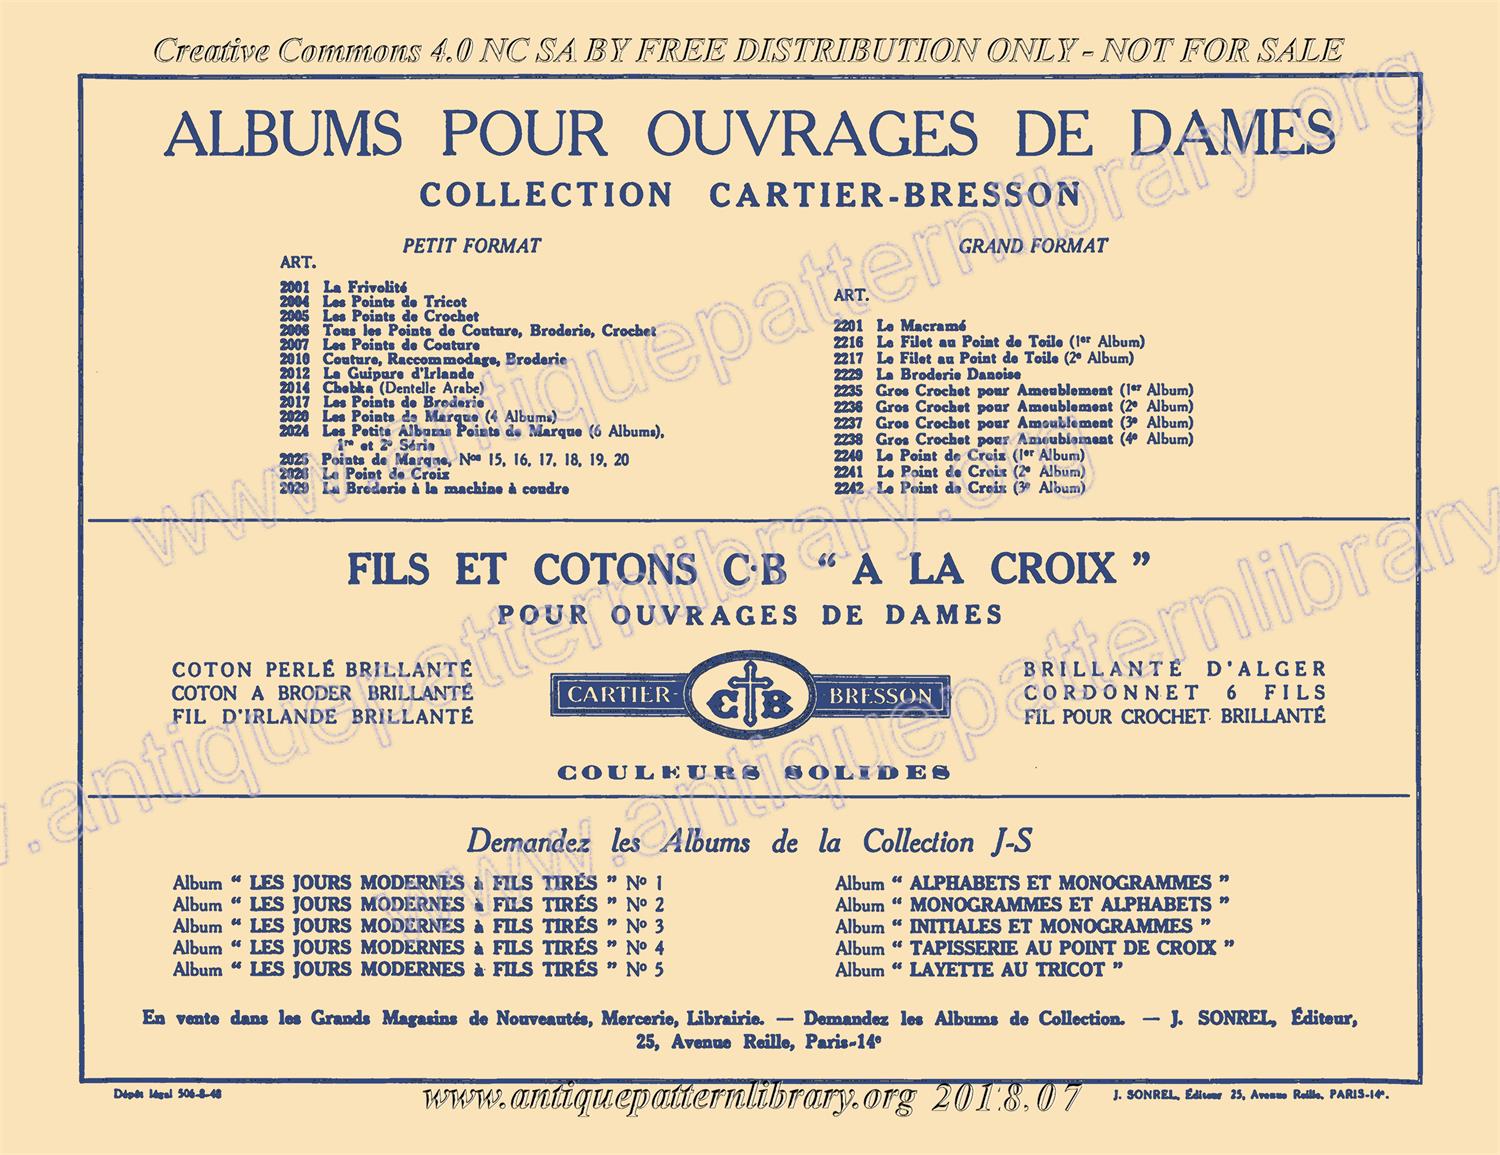 Creative Commons 4.0 NC SA BY FREE DISTRIBUTION ONLY - NOT FOR SALE
ALBUMS POUR OUVRAGES DE DAMES
COLLECTION CARTIER-BRESSON
PETIT FORMAT
ART.
2001 La Frivolité
2004 Les Points de Tricot
2005 Les Points de Crochet
2006 Tous les Points de Couture, Broderie, Crochet
2007 Les Points de Couture
2010 Couture, Raccommodage, Broderie
2012 La Guipure d'Irlande
2014 Chebka (Dentelle Arabe)
2017 Les Points de Broderie
2020 Les Points de Marque (4 Albums)
2024 Les Petits Albums Points de Marque (6 Albums),
1re et 2e Série
2025 Points de Marque, Nos 15, 16, 17, 18, 19, 20
2028 Le Point de Croix
2029 La Broderie à la machine à coudre
GRAND FORMAT
ART.
2201 Le Macramé
2216 Le Filet au Point de Toile (1er Album)
2217 Le Filet au Point de Toile (2e Album)
2229 La Broderie Danoise
2235 Gros Crochet pour Ameublement (1er Album)
2236 Gros Crochet pour Ameublement (2e Album)
2237 Gros Crochet pour Ameublement (3e Album)
2238 Gros Crochet pour Ameublement (4e Album)
2240 Le Point de Croix (1er Album)
2241 Le Point de Croix (2e Album)
2242 Le Point de Croix (3e Album)
FILS ET COTONS C·B “ A LA CROIX ”
POUR OUVRAGES DE DAMES
COTON PERLÉ BRILLANTÉ
COTON A BRODER BRILLANTÉ
FIL D'IRLANDE BRILLANTÉ
CARTIER- C B BRESSON
BRILLANTÉ D'ALGER
CORDONNET 6 FILS
FIL POUR CROCHET BRILLANTÉ
COULEURS SOLIDES
Demandez les Albums de la Collection J-S
Album “ LES JOURS MODERNES à FILS TIRÉS ” No 1
Album “ LES JOURS MODERNES à FILS TIRÉS ” No 2
Album “ LES JOURS MODERNES à FILS TIRÉS ” No 3
Album “ LES JOURS MODERNES à FILS TIRÉS ” No 4
Album “ LES JOURS MODERNES à FILS TIRÉS ” No 5
Album “ ALPHABETS ET MONOGRAMMES ”
Album “ MONOGRAMMES ET ALPHABETS ”
Album “ INITIALES ET MONOGRAMMES ”
Album “ TAPISSERIE AU POINT DE CROIX ”
Album “ LAYETTE AU TRICOT ”
En vente dans les Grands Magasins de Nouveautés, Mercerie, Librairie. — Demandez les Albums de Collection. — J. SONREL, Éditeur,
25, Avenue Reille, Paris-14e
Dépôt légal 506-8-48
www.antiquepatternlibrary.org 2018.07
J. SONREL, Éditeur 25, Avenue Reille, PARIS-14e.
www.antiquepatternlibrary.org
www.antiquepatternlibrary.org
www.antiquepatternlibrary